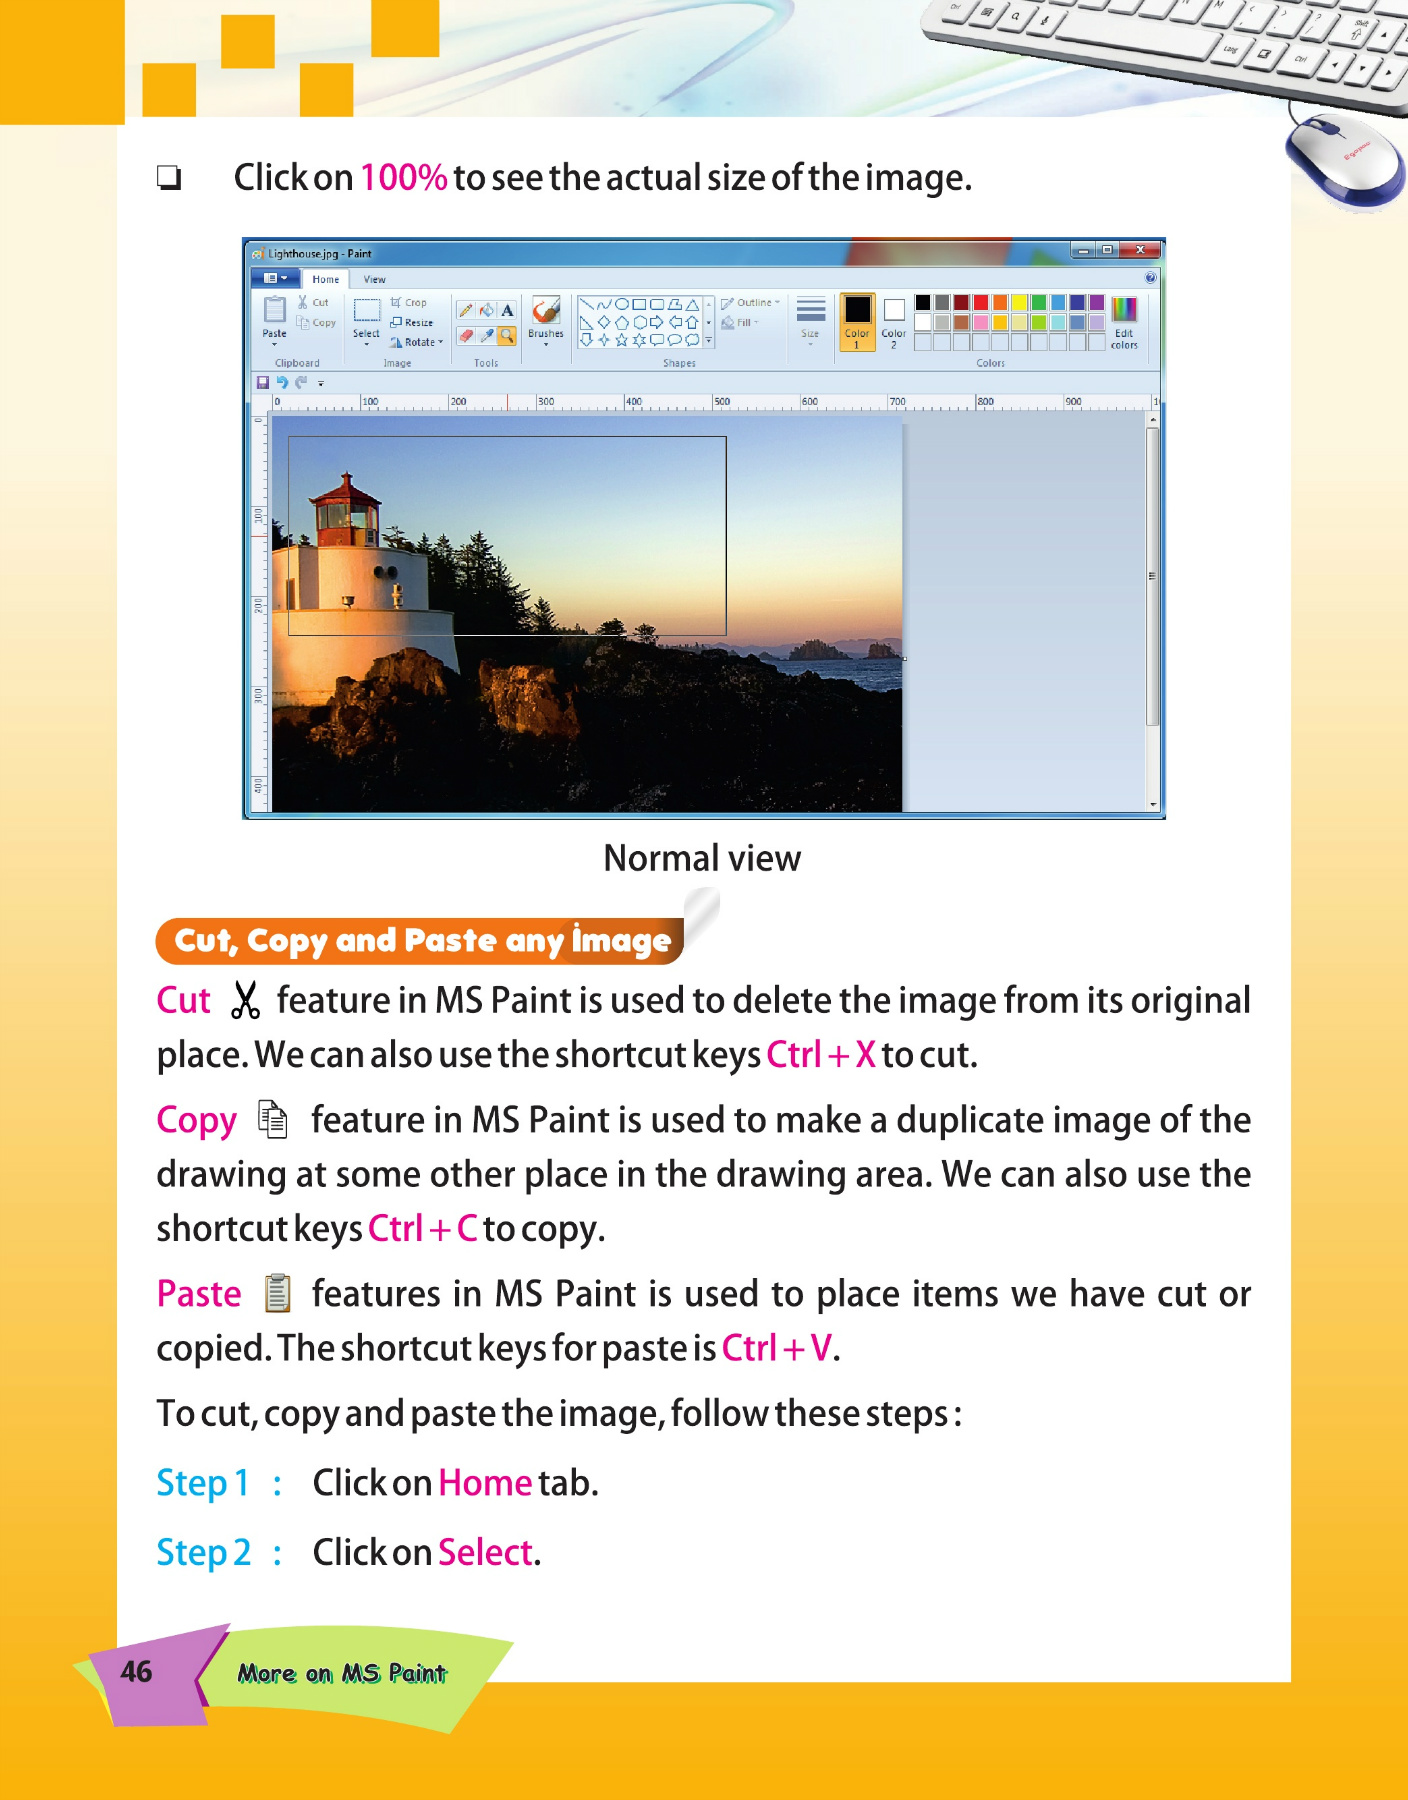 ❏ Click on 100% to see the actual size of the image.
Lighthouse.jpg - Paint
Home View
Cut
Copy
Paste
Clipboard
Select
Crop
Resize
Rotate
Image
A
Tools
Brushes
Shapes
Outline
Fill
Size
Color 1
Color 2
Edit colors
Colors
0 100 200 300 400 500 600 700 800 900
0
100
200
300
400
Normal view
Cut, Copy and Paste any image
Cut feature in MS Paint is used to delete the image from its original
place. We can also use the shortcut keys Ctrl + X to cut.
Copy feature in MS Paint is used to make a duplicate image of the
drawing at some other place in the drawing area. We can also use the
shortcut keys Ctrl + C to copy.
Paste features in MS Paint is used to place items we have cut or
copied. The shortcut keys for paste is Ctrl + V.
To cut, copy and paste the image, follow these steps :
Step 1 : Click on Home tab.
Step 2 : Click on Select.
46 More on MS Paint